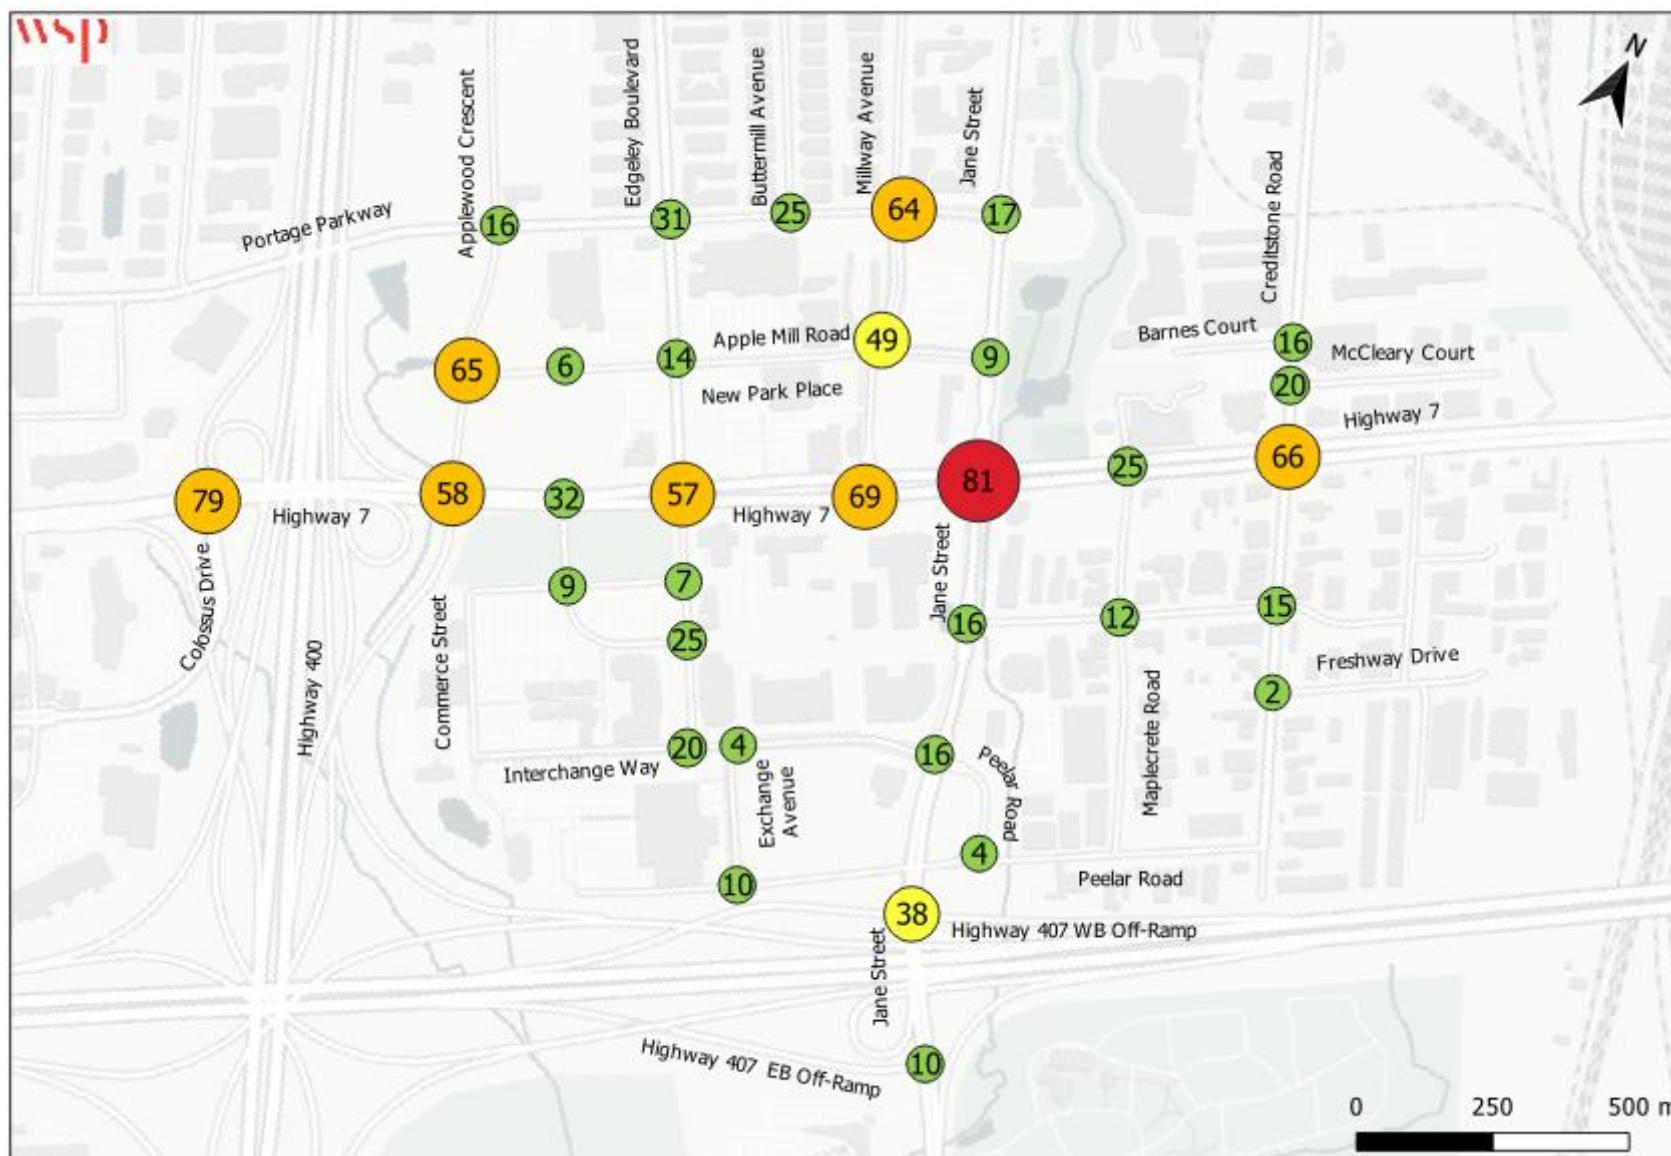 wsp
N
Applewood Crescent
Edgeley Boulevard
Buttermill Avenue
Millway Avenue
Jane Street
Creditstone Road
Portage Parkway
16
31
25
64
17
Apple Mill Road
49
Barnes Court
16
McCleary Court
65
6
14
9
20
New Park Place
Highway 7
79
58
32
57
69
81
25
66
Highway 7
Highway 7
Colossus Drive
Highway 400
Commerce Street
9
7
Jane Street
16
12
15
25
Freshway Drive
2
Maplecrete Road
20
4
16
Peelar Road
Interchange Way
Exchange
Avenue
4
10
Peelar Road
38
Highway 407 WB Off-Ramp
Jane Street
Highway 407 EB Off-Ramp
10
0 250 500 m